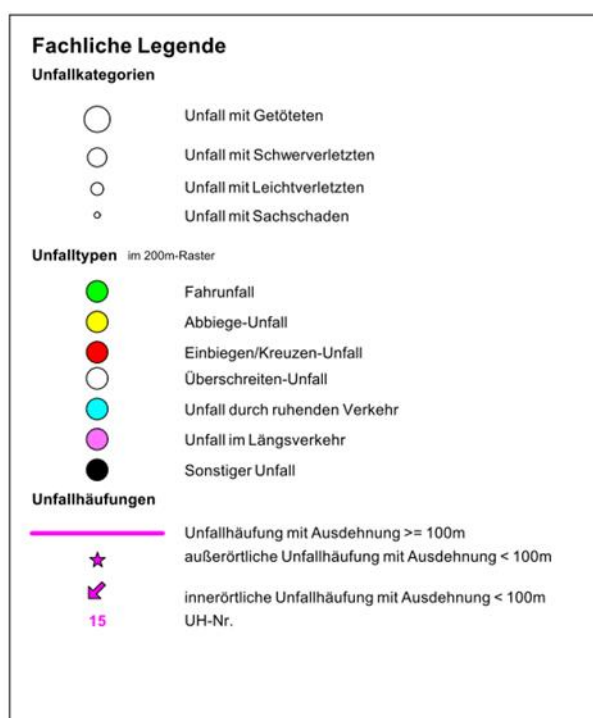 Fachliche Legende
Unfallkategorien
Unfall mit Getöteten
Unfall mit Schwerverletzten
Unfall mit Leichtverletzten
Unfall mit Sachschaden
Unfalltypen im 200m-Raster
Fahrunfall
Abbiege-Unfall
Einbiegen/Kreuzen-Unfall
Überschreiten-Unfall
Unfall durch ruhenden Verkehr
Unfall im Längsverkehr
Sonstiger Unfall
Unfallhäufungen
Unfallhäufung mit Ausdehnung >= 100m
außerörtliche Unfallhäufung mit Ausdehnung < 100m
innerörtliche Unfallhäufung mit Ausdehnung < 100m
15 UH-Nr.